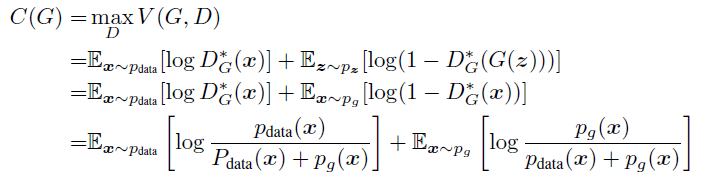 C(G) = max_D V(G, D)
=𝔼_{x∼p_data}[log D*_G(x)] + 𝔼_{z∼p_z}[log(1 − D*_G(G(z)))]
=𝔼_{x∼p_data}[log D*_G(x)] + 𝔼_{x∼p_g}[log(1 − D*_G(x))]
=𝔼_{x∼p_data}[log p_data(x) / (P_data(x) + p_g(x))] + 𝔼_{x∼p_g}[log p_g(x) / (p_data(x) + p_g(x))]